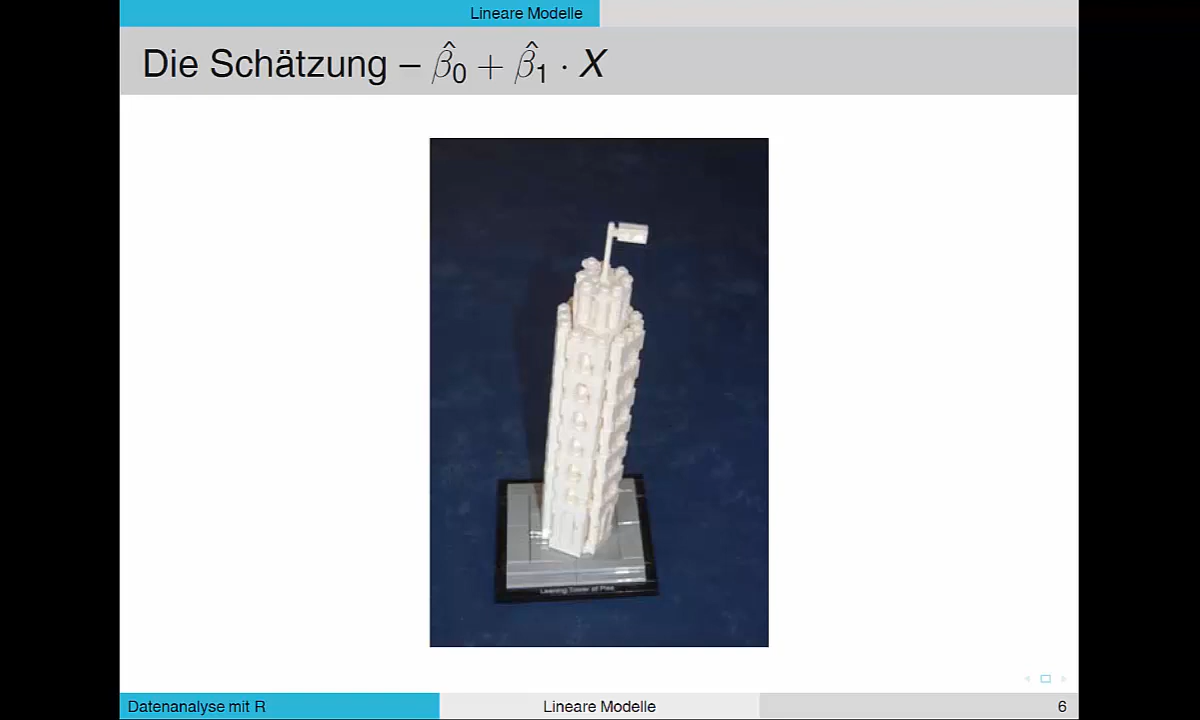 Lineare Modelle
Die Schätzung – β̂₀ + β̂₁ · X
Leaning Tower of Pisa
Datenanalyse mit R
Lineare Modelle
6